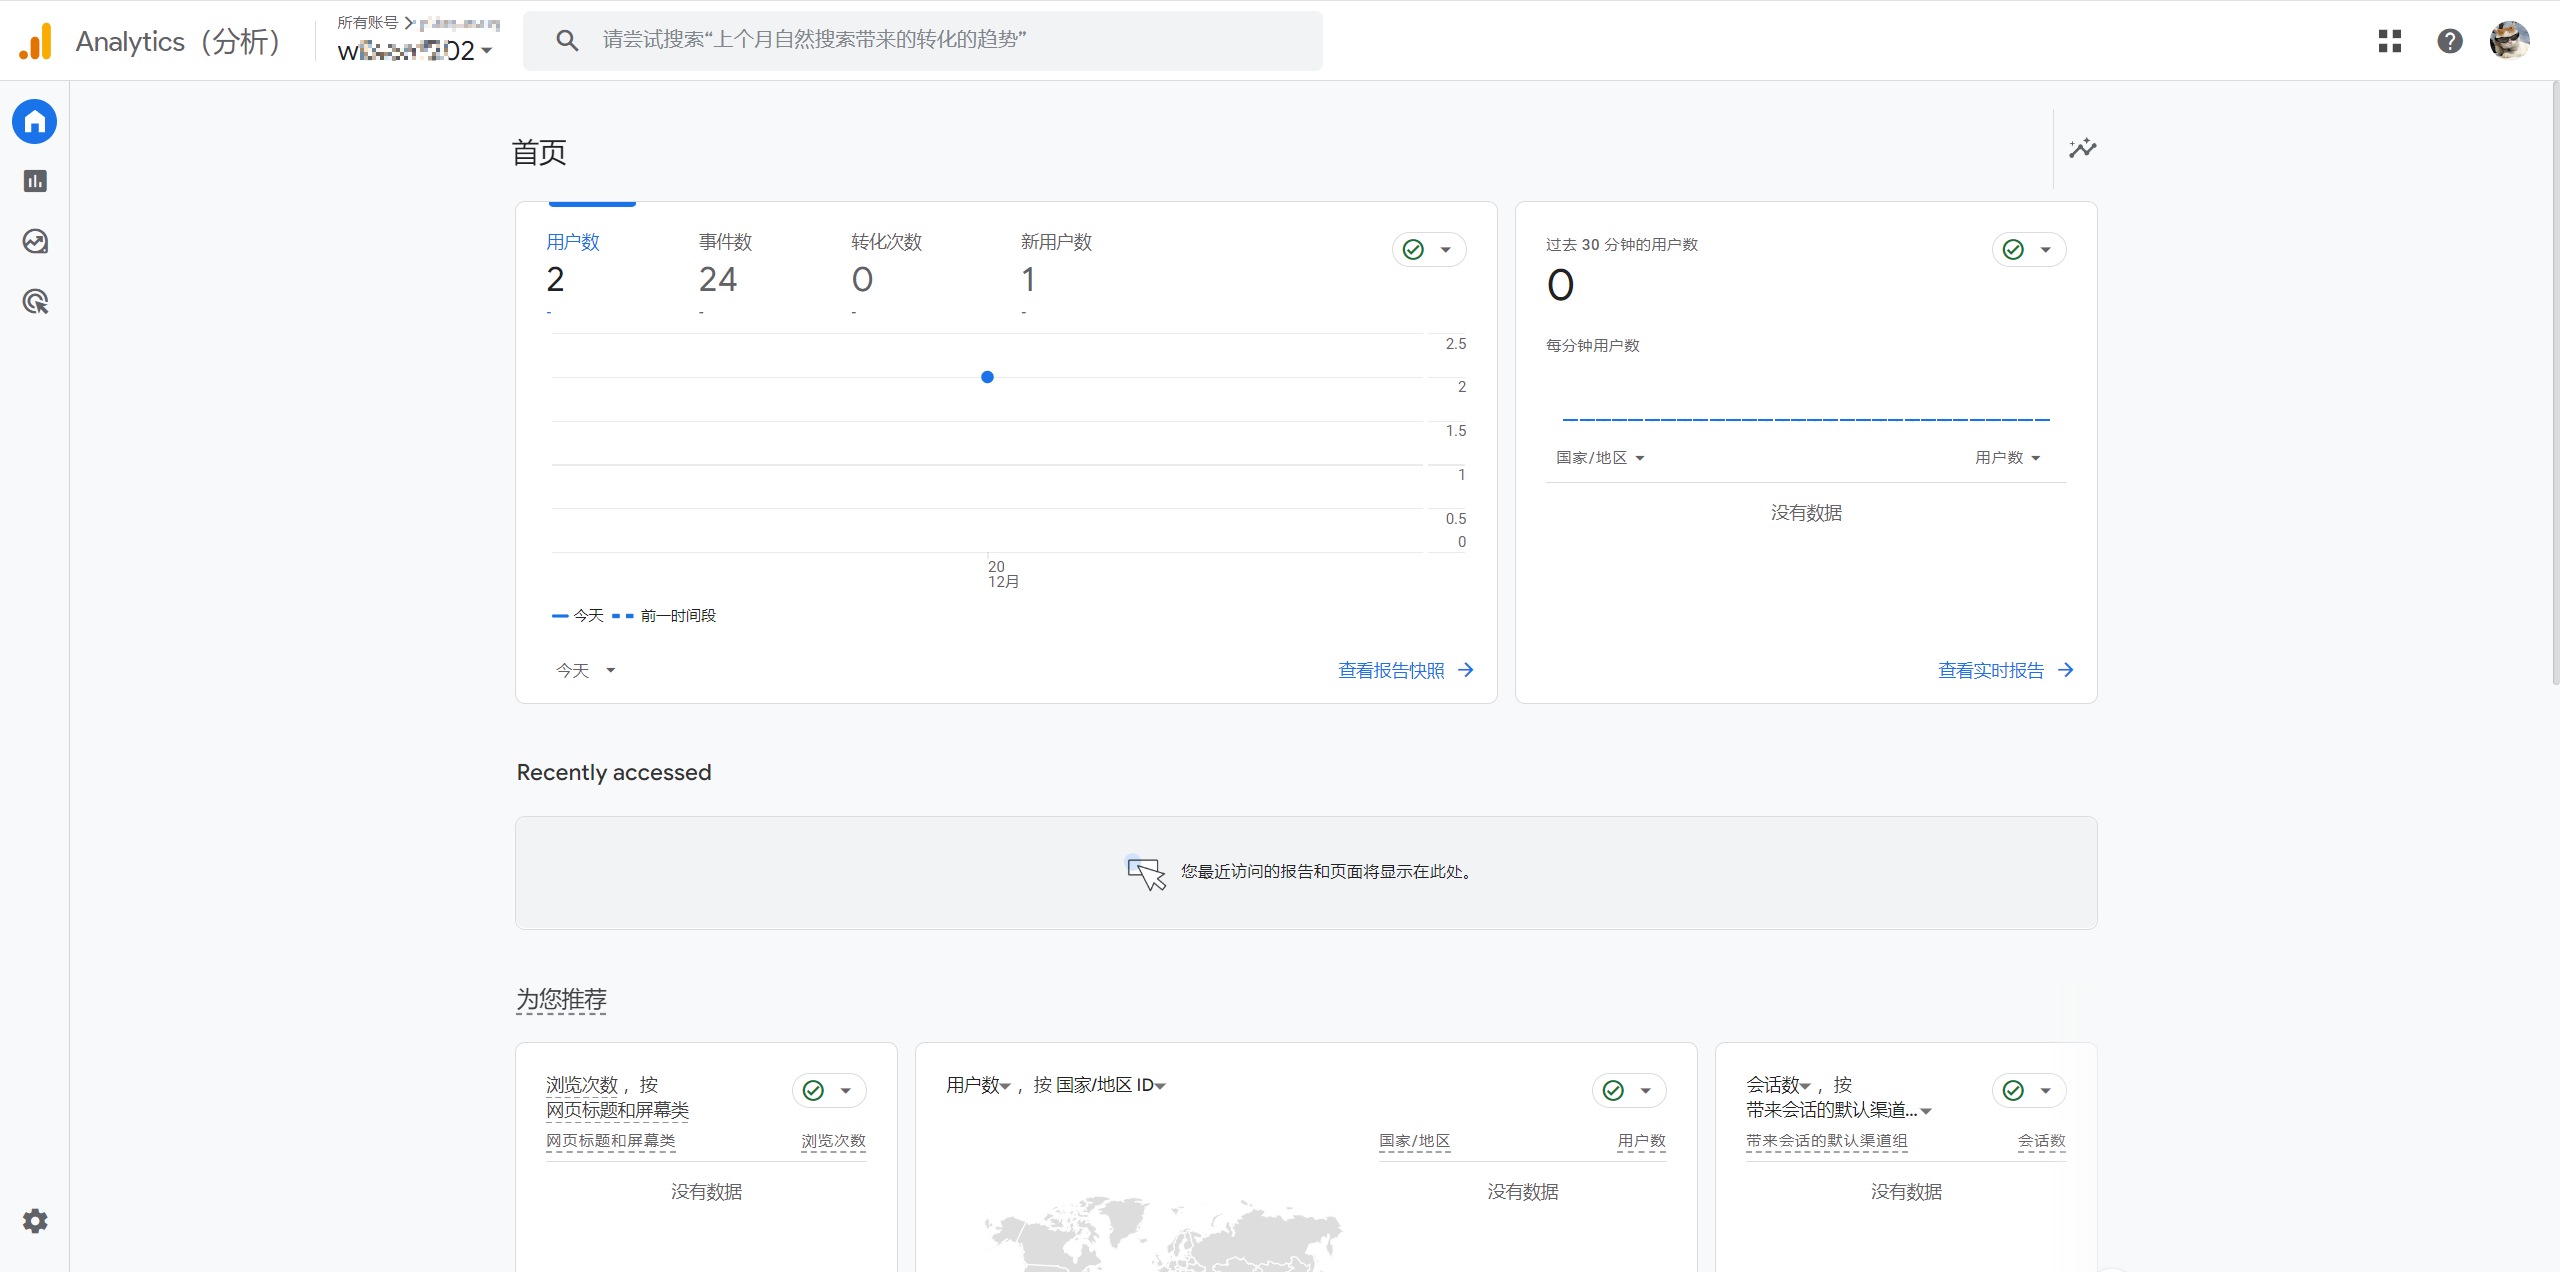 Analytics（分析）
所有账号
请尝试搜索“上个月自然搜索带来的转化的趋势”
首页
用户数
2
-
事件数
24
-
转化次数
0
-
新用户数
1
-
2.5
2
1.5
1
0.5
0
20
12月
今天 前一时间段
今天
查看报告快照
过去 30 分钟的用户数
0
每分钟用户数
国家/地区 用户数
没有数据
查看实时报告
Recently accessed
您最近访问的报告和页面将显示在此处。
为您推荐
浏览次数，按
网页标题和屏幕类
网页标题和屏幕类 浏览次数
没有数据
用户数，按 国家/地区 ID
国家/地区 用户数
没有数据
会话数，按
带来会话的默认渠道...
带来会话的默认渠道组 会话数
没有数据